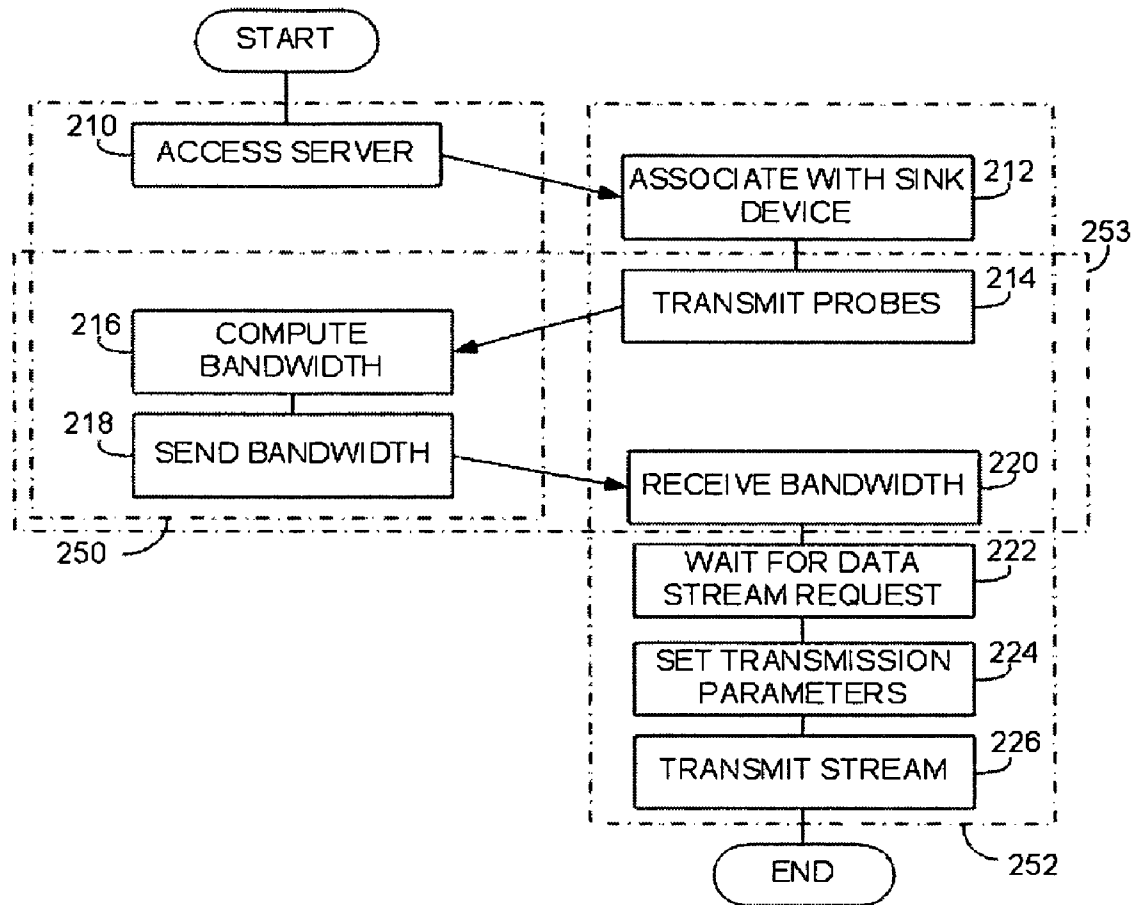 START
210
ACCESS SERVER
ASSOCIATE WITH SINK
DEVICE
212
253
TRANSMIT PROBES
214
216
COMPUTE
BANDWIDTH
218
SEND BANDWIDTH
RECEIVE BANDWIDTH
220
250
WAIT FOR DATA
STREAM REQUEST
222
SET TRANSMISSION
PARAMETERS
224
TRANSMIT STREAM
226
END
252